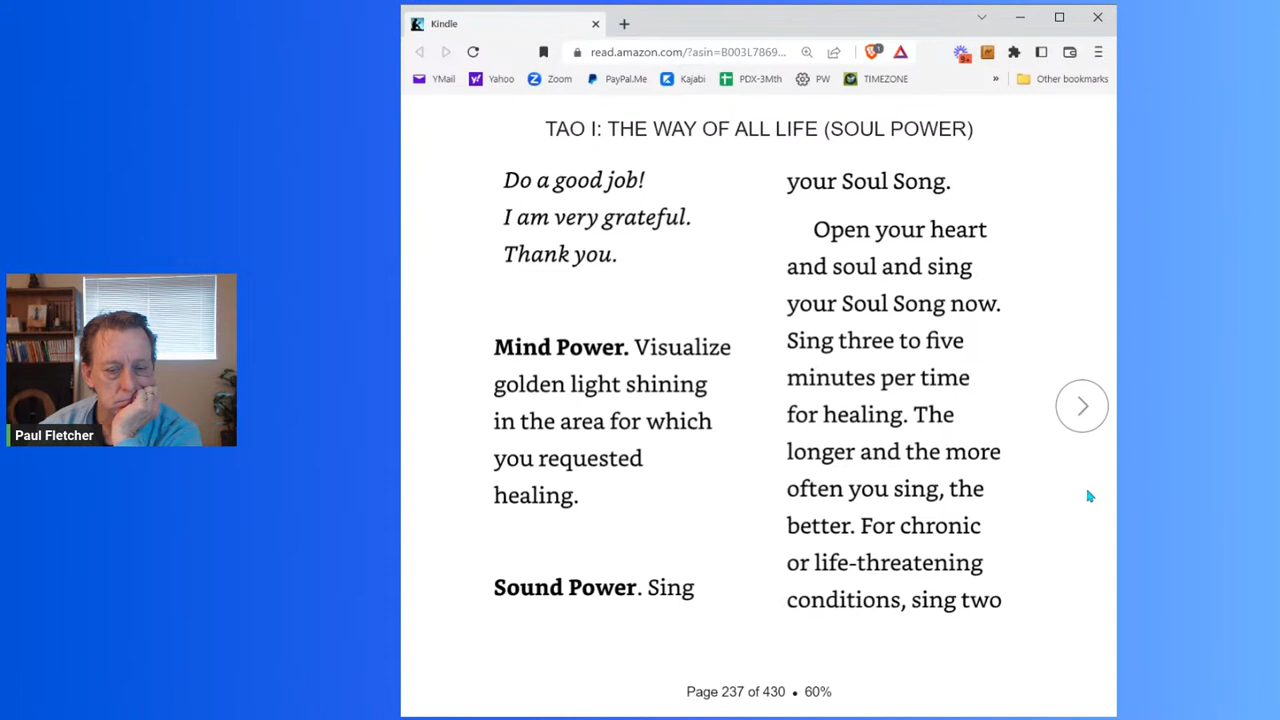 Kindle
read.amazon.com/?asin=B003L7869...
YMail
Yahoo
Zoom
PayPal.Me
Kajabi
PDX-3Mth
PW
TIMEZONE
»
Other bookmarks
TAO I: THE WAY OF ALL LIFE (SOUL POWER)
Do a good job!
I am very grateful.
Thank you.
Mind Power. Visualize
golden light shining
in the area for which
you requested
healing.
Sound Power. Sing
your Soul Song.
Open your heart
and soul and sing
your Soul Song now.
Sing three to five
minutes per time
for healing. The
longer and the more
often you sing, the
better. For chronic
or life-threatening
conditions, sing two
Page 237 of 430 • 60%
Paul Fletcher